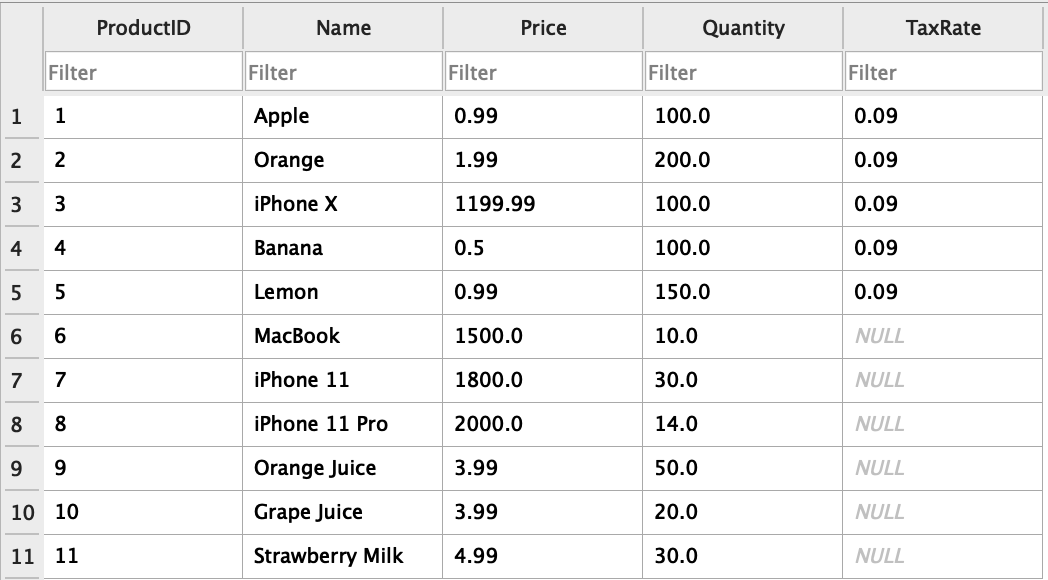 ProductID Name Price Quantity TaxRate
Filter Filter Filter Filter Filter
1 1 Apple 0.99 100.0 0.09
2 2 Orange 1.99 200.0 0.09
3 3 iPhone X 1199.99 100.0 0.09
4 4 Banana 0.5 100.0 0.09
5 5 Lemon 0.99 150.0 0.09
6 6 MacBook 1500.0 10.0 NULL
7 7 iPhone 11 1800.0 30.0 NULL
8 8 iPhone 11 Pro 2000.0 14.0 NULL
9 9 Orange Juice 3.99 50.0 NULL
10 10 Grape Juice 3.99 20.0 NULL
11 11 Strawberry Milk 4.99 30.0 NULL